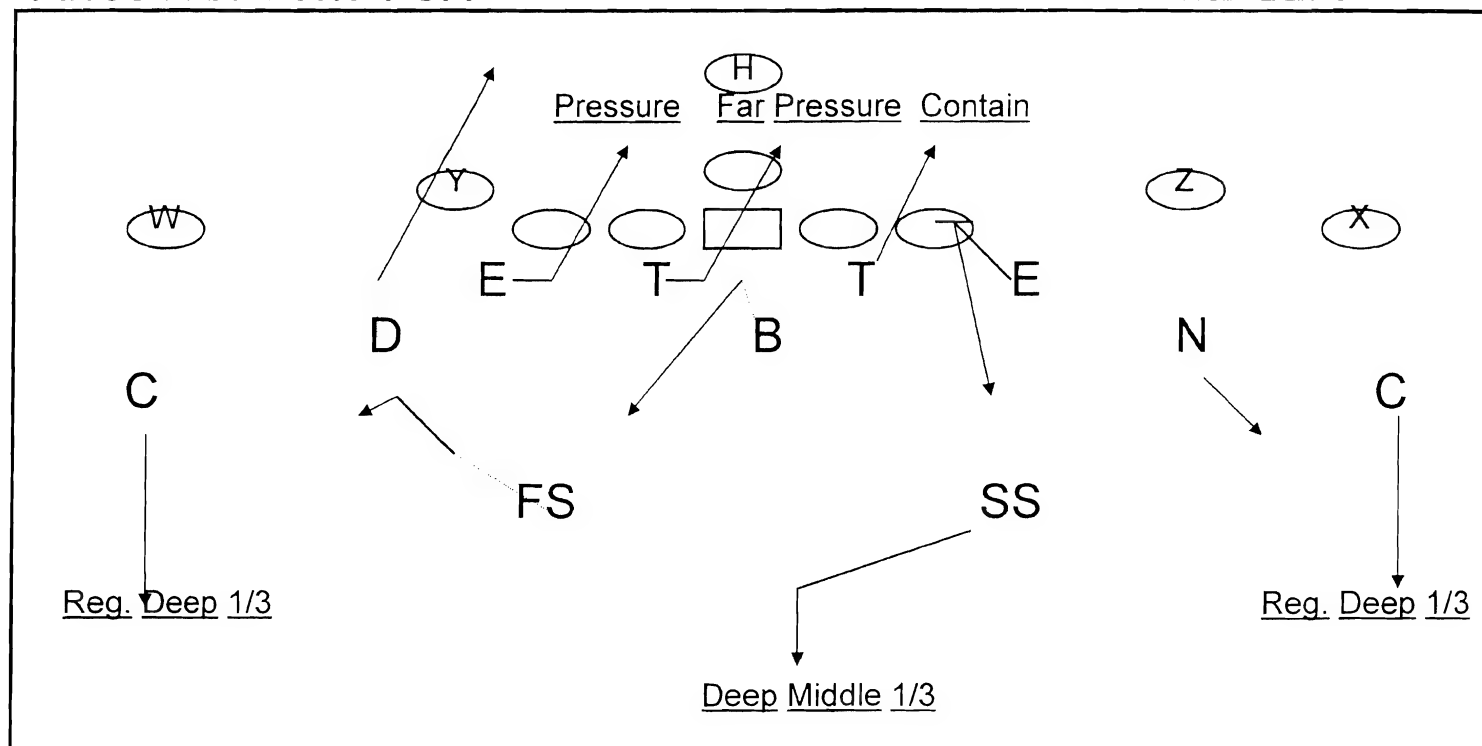 H
Pressure Far Pressure Contain
Y Z
W X
E T T E
D B N
C C
FS SS
Reg. Deep 1/3 Reg. Deep 1/3
Deep Middle 1/3